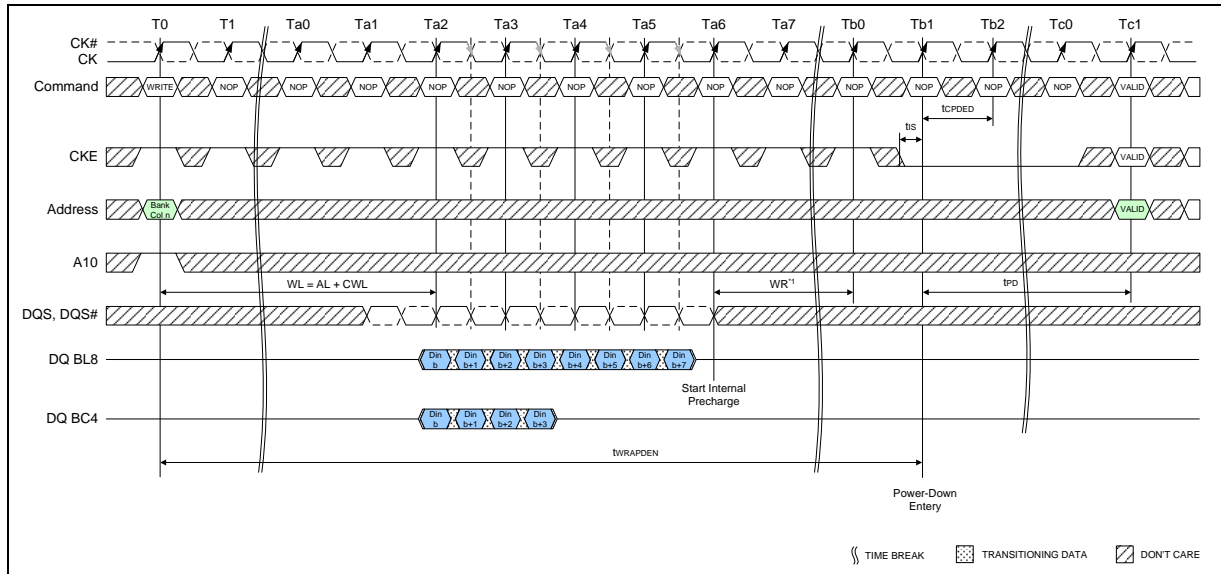 T0 T1 Ta0 Ta1 Ta2 Ta3 Ta4 Ta5 Ta6 Ta7 Tb0 Tb1 Tb2 Tc0 Tc1
CK#
CK
Command WRITE NOP NOP NOP NOP NOP NOP NOP NOP NOP NOP NOP NOP NOP VALID
tCPDED
tIS
CKE VALID
Address Bank Col n VALID
A10
WL = AL + CWL WR*1 tPD
DQS, DQS#
DQ BL8 Din b Din b+1 Din b+2 Din b+3 Din b+4 Din b+5 Din b+6 Din b+7
Start Internal
Precharge
DQ BC4 Din b Din b+1 Din b+2 Din b+3
tWRAPDEN
Power-Down
Entery
TIME BREAK TRANSITIONING DATA DON'T CARE